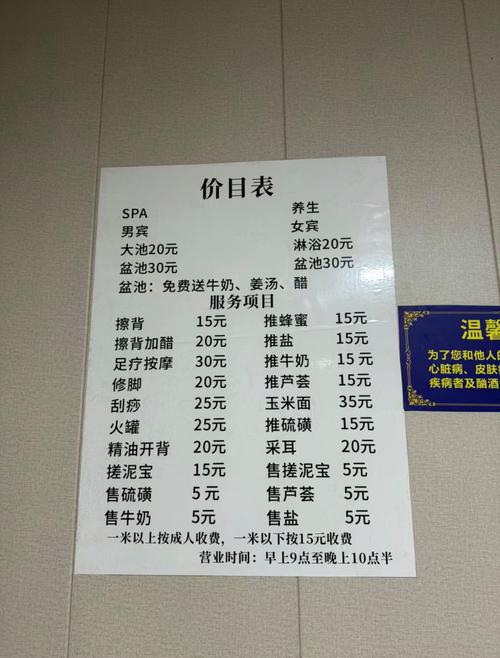 价目表
SPA 养生
男宾 女宾
大池20元 淋浴20元
盆池30元 盆池30元
盆池：免费送牛奶、姜汤、醋
服务项目
擦背 15元 推蜂蜜 15元
擦背加醋 20元 推盐 15元
足疗按摩 30元 推牛奶 15元
修脚 20元 推芦荟 15元
刮痧 25元 玉米面 35元
火罐 25元 推硫磺 15元
精油开背 20元 采耳 20元
搓泥宝 15元 售搓泥宝 5元
售硫磺 5元 售芦荟 5元
售牛奶 5元 售盐 5元
一米以上按成人收费，一米以下按15元收费
营业时间：早上9点至晚上10点半
温馨
为了您和他人的
心脏病、皮肤
疾病者及酗酒